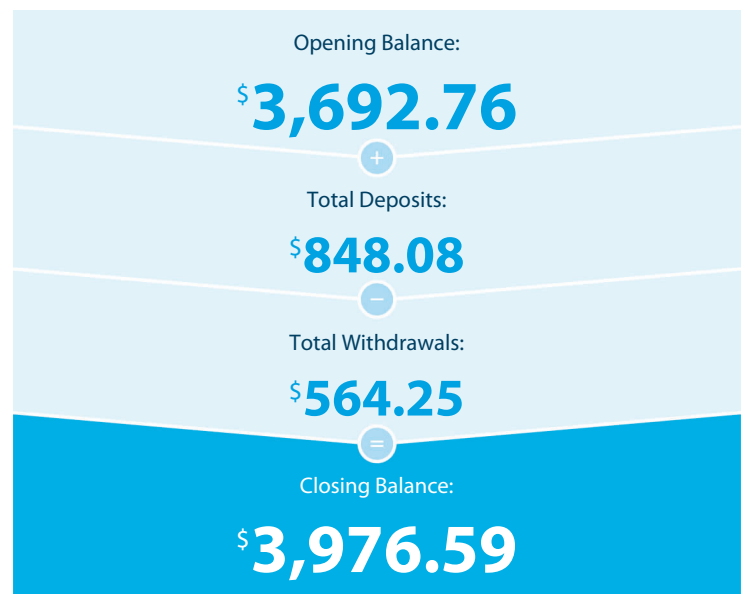 Opening Balance:
$3,692.76
+
Total Deposits:
$848.08
−
Total Withdrawals:
$564.25
=
Closing Balance:
$3,976.59